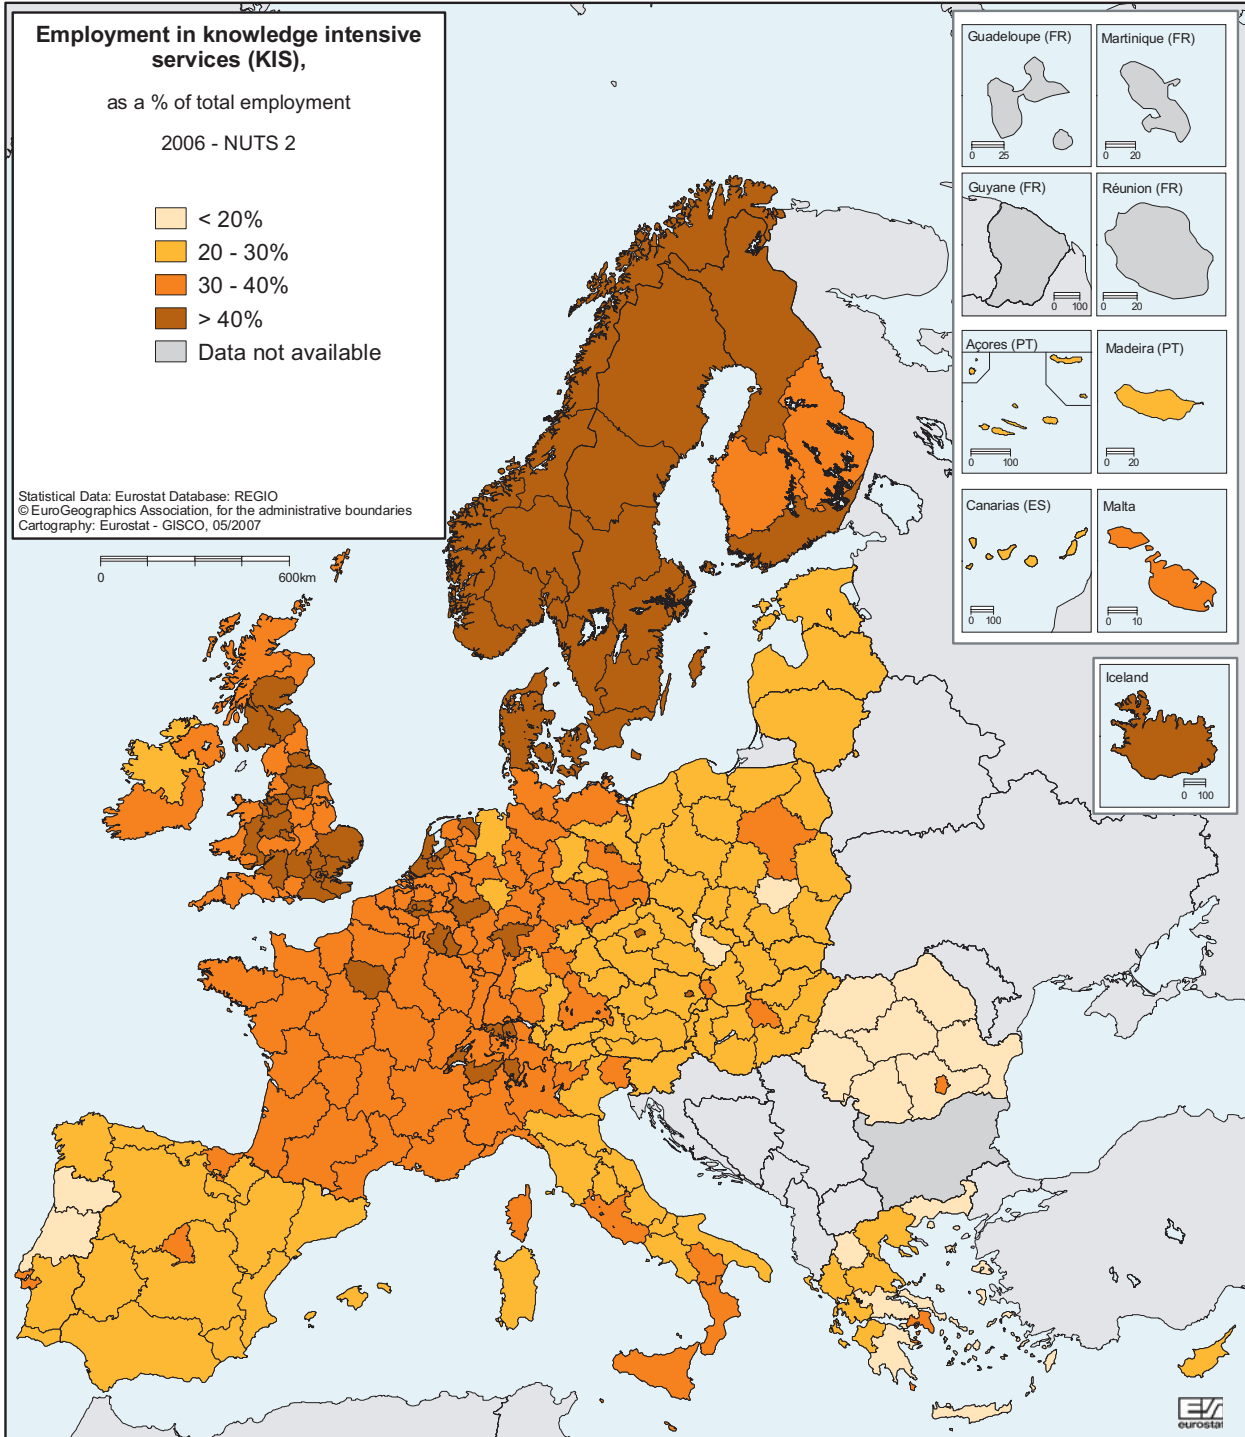 Employment in knowledge intensive
services (KIS),
as a % of total employment
2006 - NUTS 2
< 20%
20 - 30%
30 - 40%
> 40%
Data not available
Statistical Data: Eurostat Database: REGIO
© EuroGeographics Association, for the administrative boundaries
Cartography: Eurostat - GISCO, 05/2007
0 600km
Guadeloupe (FR)
0 25
Martinique (FR)
0 20
Guyane (FR)
0 100
Réunion (FR)
0 20
Açores (PT)
0 100
Madeira (PT)
0 20
Canarias (ES)
0 100
Malta
0 10
Iceland
0 100
eurostat